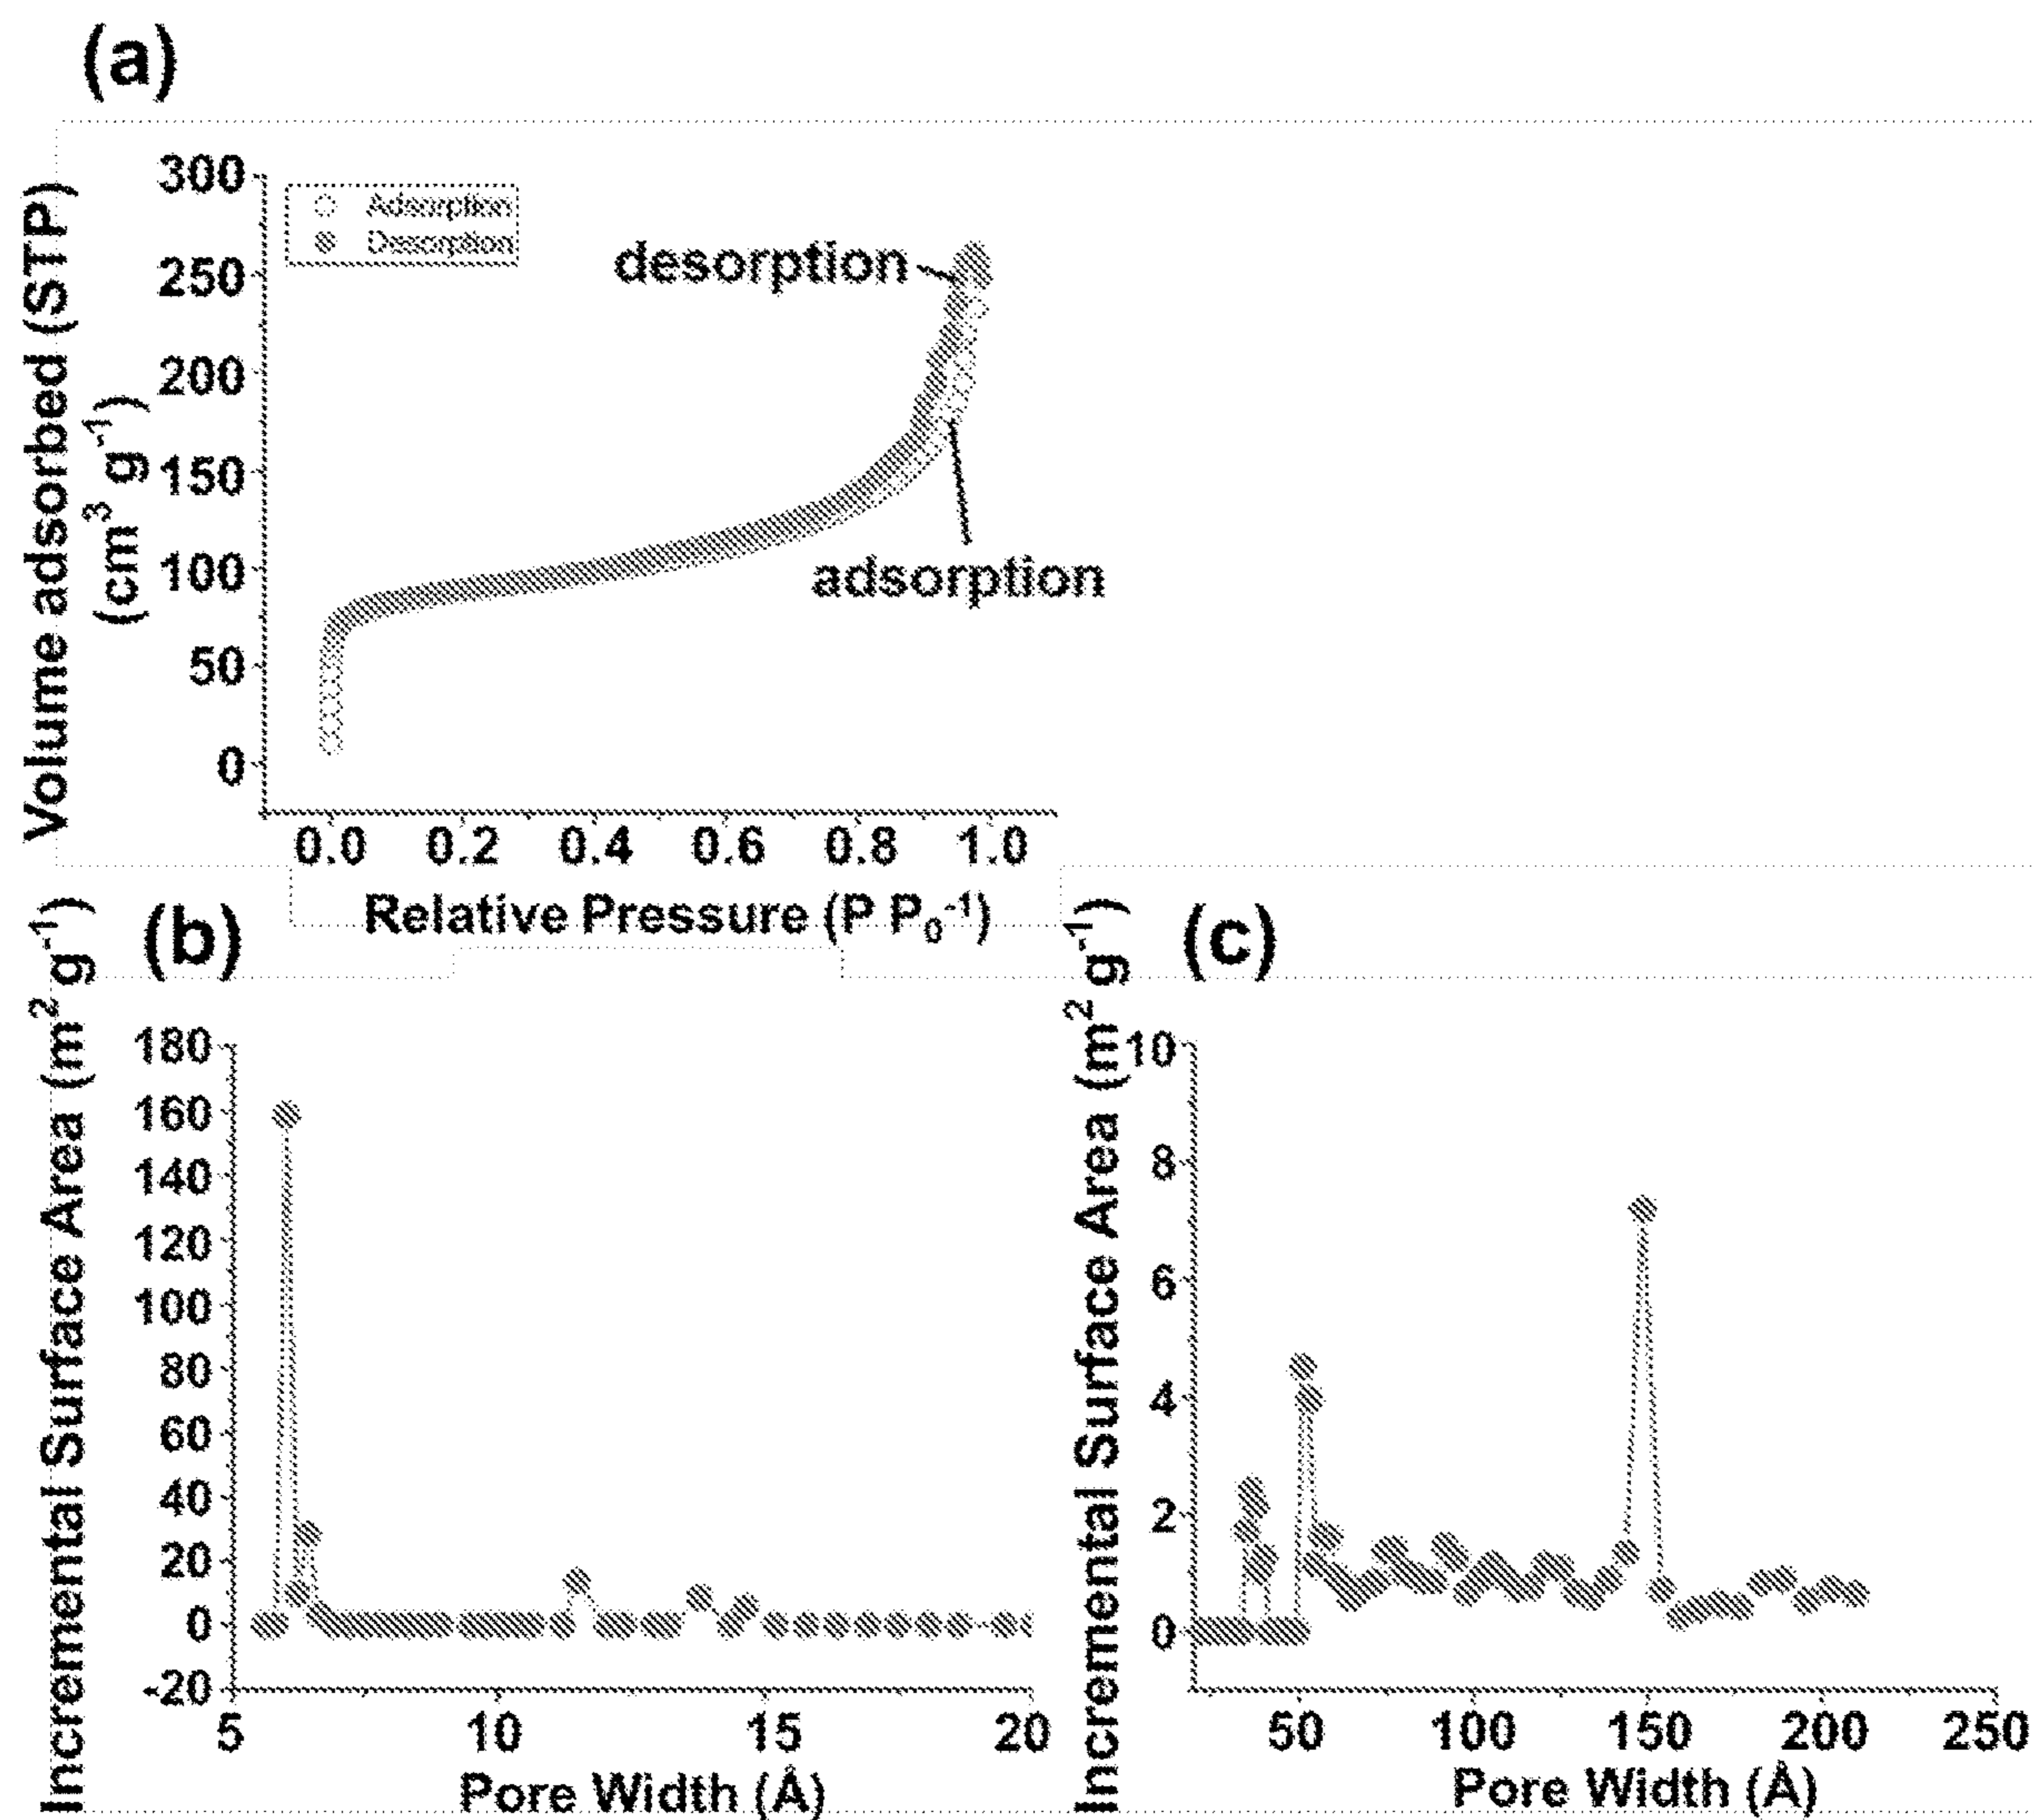 (a)
Volume adsorbed (STP)
(cm³ g⁻¹)
300
250
200
150
100
50
0
Adsorption
Desorption
desorption
adsorption
0.0 0.2 0.4 0.6 0.8 1.0
Relative Pressure (P P₀⁻¹)
(b)
Incremental Surface Area (m² g⁻¹)
180
160
140
120
100
80
60
40
20
0
-20
5 10 15 20
Pore Width (Å)
(c)
Incremental Surface Area (m² g⁻¹)
10
8
6
4
2
0
50 100 150 200 250
Pore Width (Å)